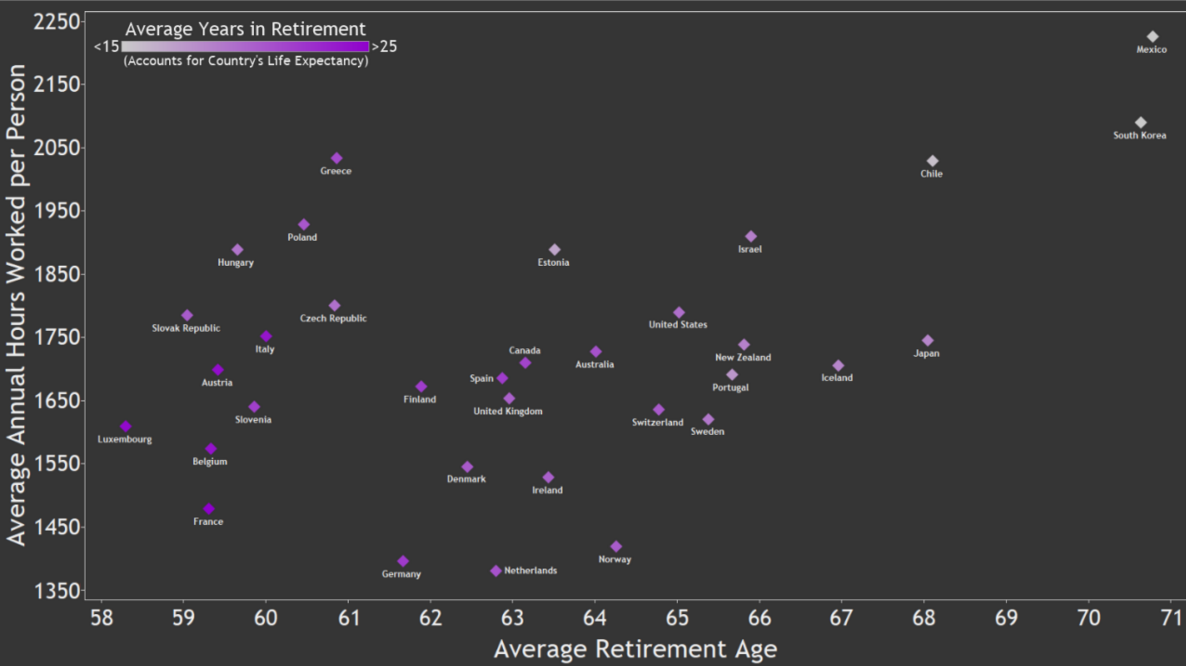 Average Years in Retirement
<15 >25
(Accounts for Country's Life Expectancy)
Average Annual Hours Worked per Person
2250
2150
2050
1950
1850
1750
1650
1550
1450
1350
Mexico
South Korea
Greece
Chile
Poland
Israel
Hungary
Estonia
Czech Republic
Slovak Republic
United States
Italy
Canada
New Zealand
Japan
Australia
Austria
Spain
Iceland
Portugal
Finland
United Kingdom
Slovenia
Switzerland
Sweden
Luxembourg
Belgium
Denmark
Ireland
France
Norway
Germany
Netherlands
58 59 60 61 62 63 64 65 66 67 68 69 70 71
Average Retirement Age